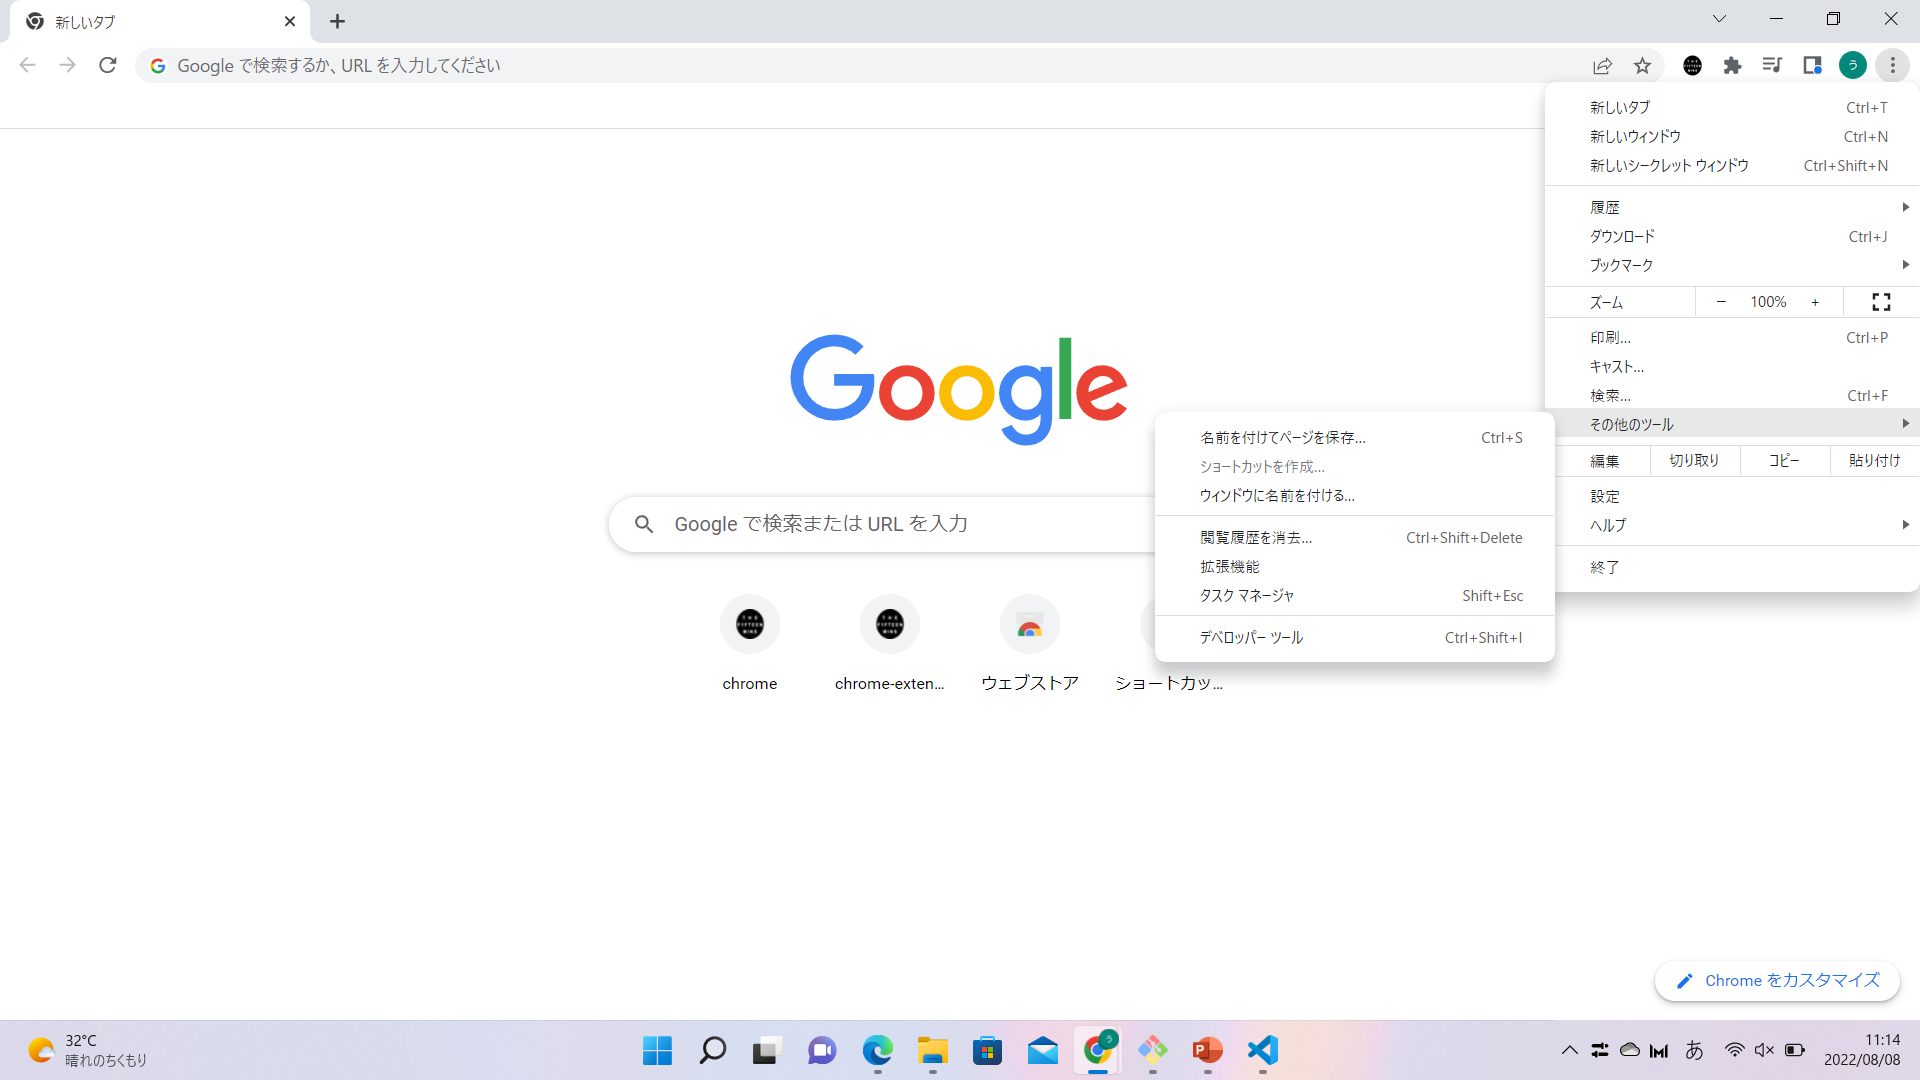 新しいタブ
Google で検索するか、URL を入力してください
う
新しいタブ Ctrl+T
新しいウィンドウ Ctrl+N
新しいシークレット ウィンドウ Ctrl+Shift+N
履歴
ダウンロード Ctrl+J
ブックマーク
ズーム − 100% +
印刷... Ctrl+P
キャスト...
検索... Ctrl+F
その他のツール
編集 切り取り コピー 貼り付け
設定
ヘルプ
終了
名前を付けてページを保存... Ctrl+S
ショートカットを作成...
ウィンドウに名前を付ける...
閲覧履歴を消去... Ctrl+Shift+Delete
拡張機能
タスク マネージャ Shift+Esc
デベロッパー ツール Ctrl+Shift+I
Google
Google で検索または URL を入力
THE
FIFTEEN
MINS
THE
FIFTEEN
MINS
chrome
chrome-exten...
ウェブストア
ショートカッ...
Chrome をカスタマイズ
32°C
晴れのちくもり
う
P
あ
11:14
2022/08/08